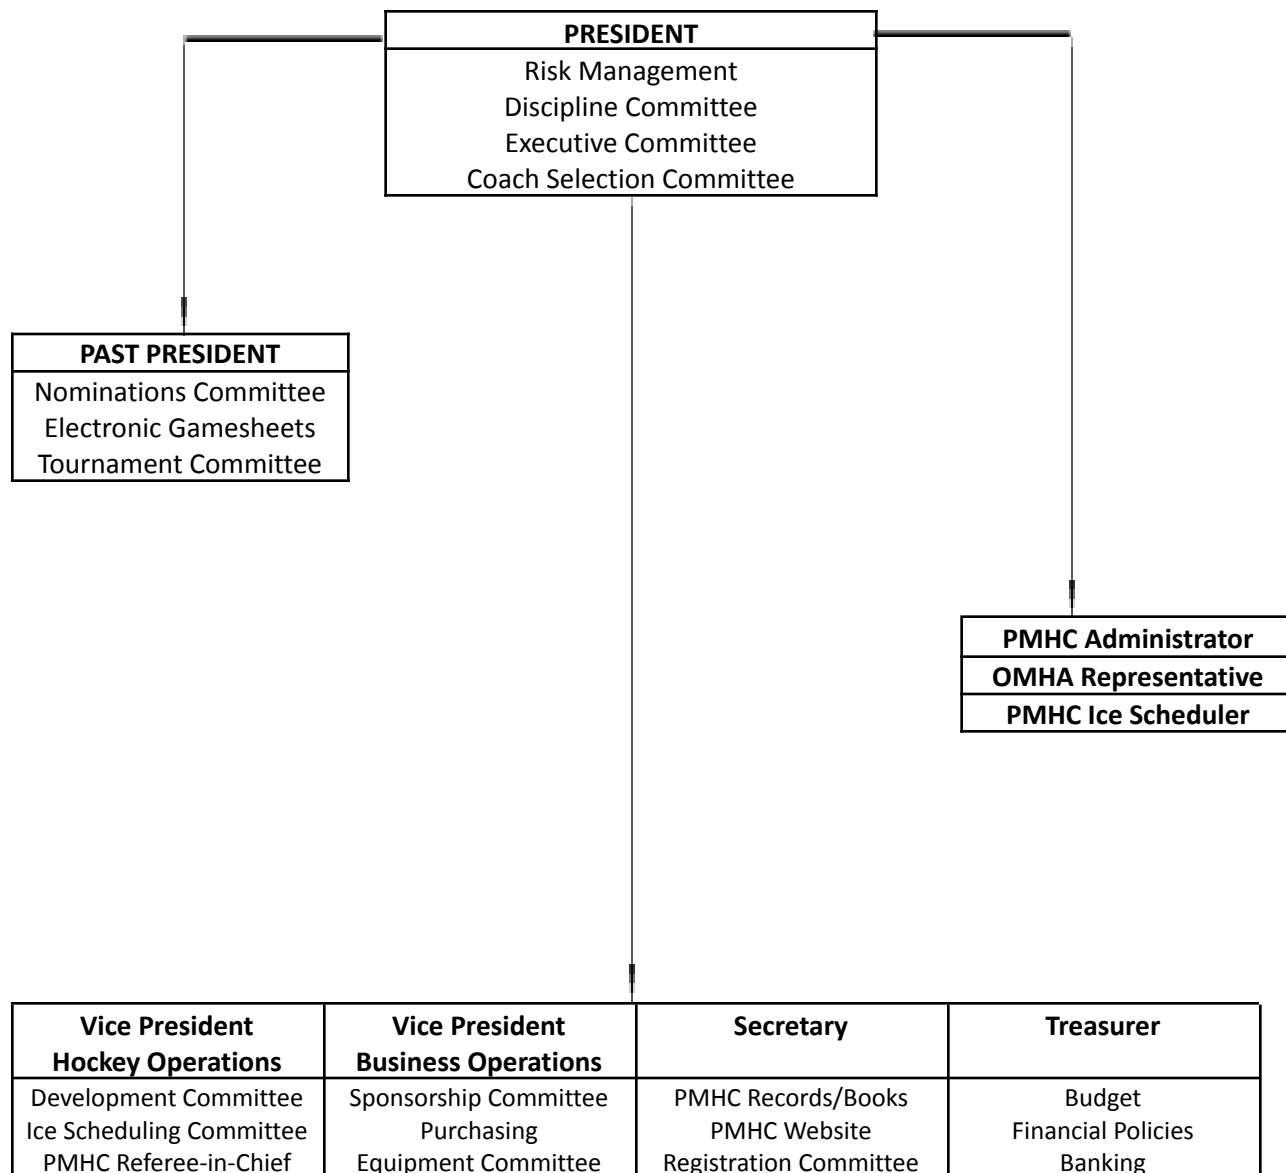 PRESIDENT
Risk Management
Discipline Committee
Executive Committee
Coach Selection Committee
PAST PRESIDENT
Nominations Committee
Electronic Gamesheets
Tournament Committee
PMHC Administrator
OMHA Representative
PMHC Ice Scheduler
Vice President
Hockey Operations
Development Committee
Ice Scheduling Committee
PMHC Referee-in-Chief
Vice President
Business Operations
Sponsorship Committee
Purchasing
Equipment Committee
Secretary
PMHC Records/Books
PMHC Website
Registration Committee
Treasurer
Budget
Financial Policies
Banking